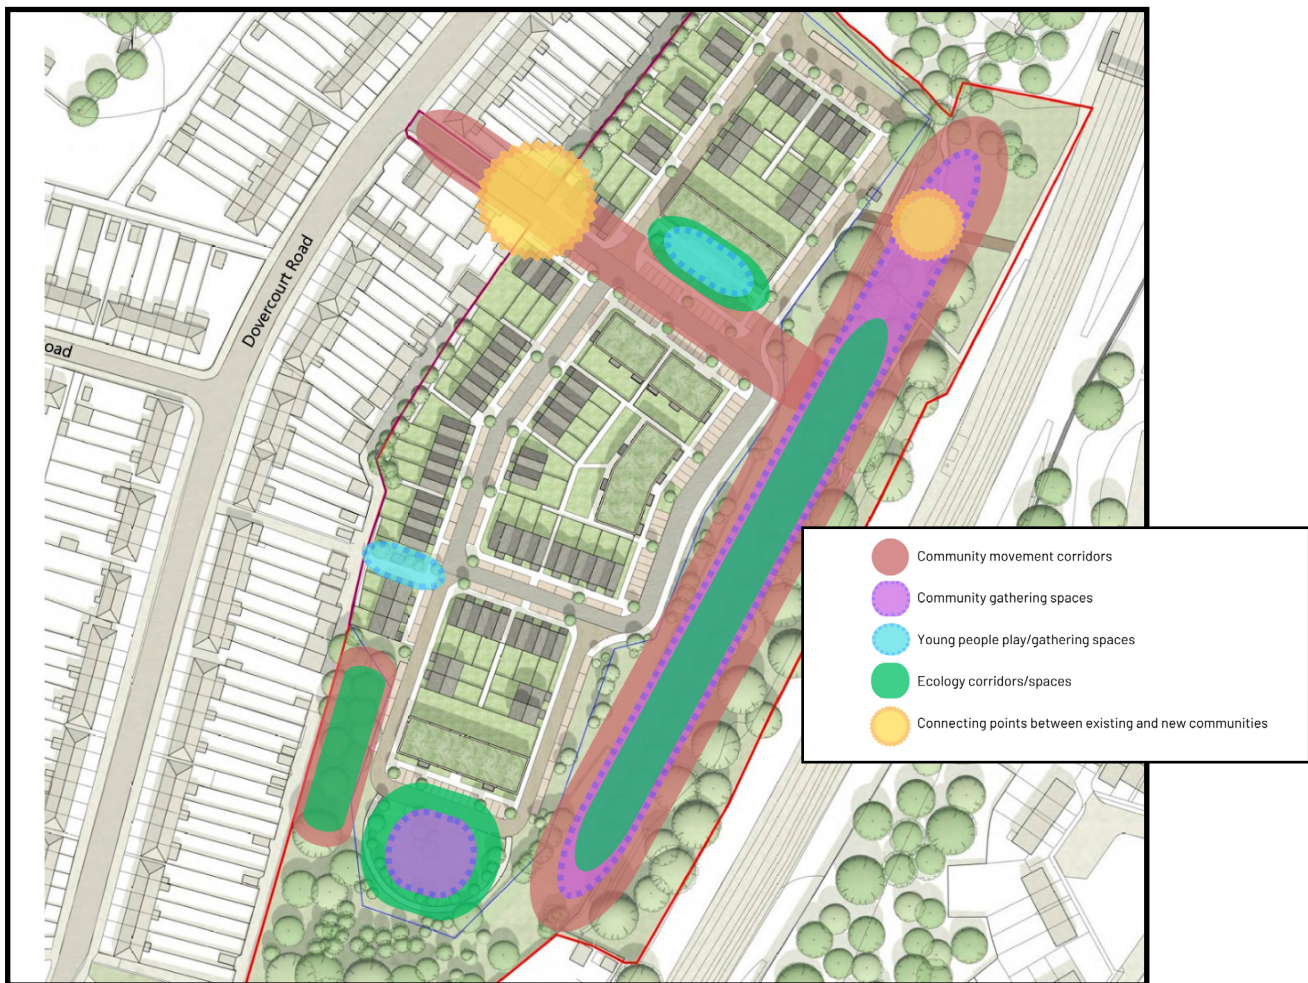 Dovercourt Road
oad
Community movement corridors
Community gathering spaces
Young people play/gathering spaces
Ecology corridors/spaces
Connecting points between existing and new communities